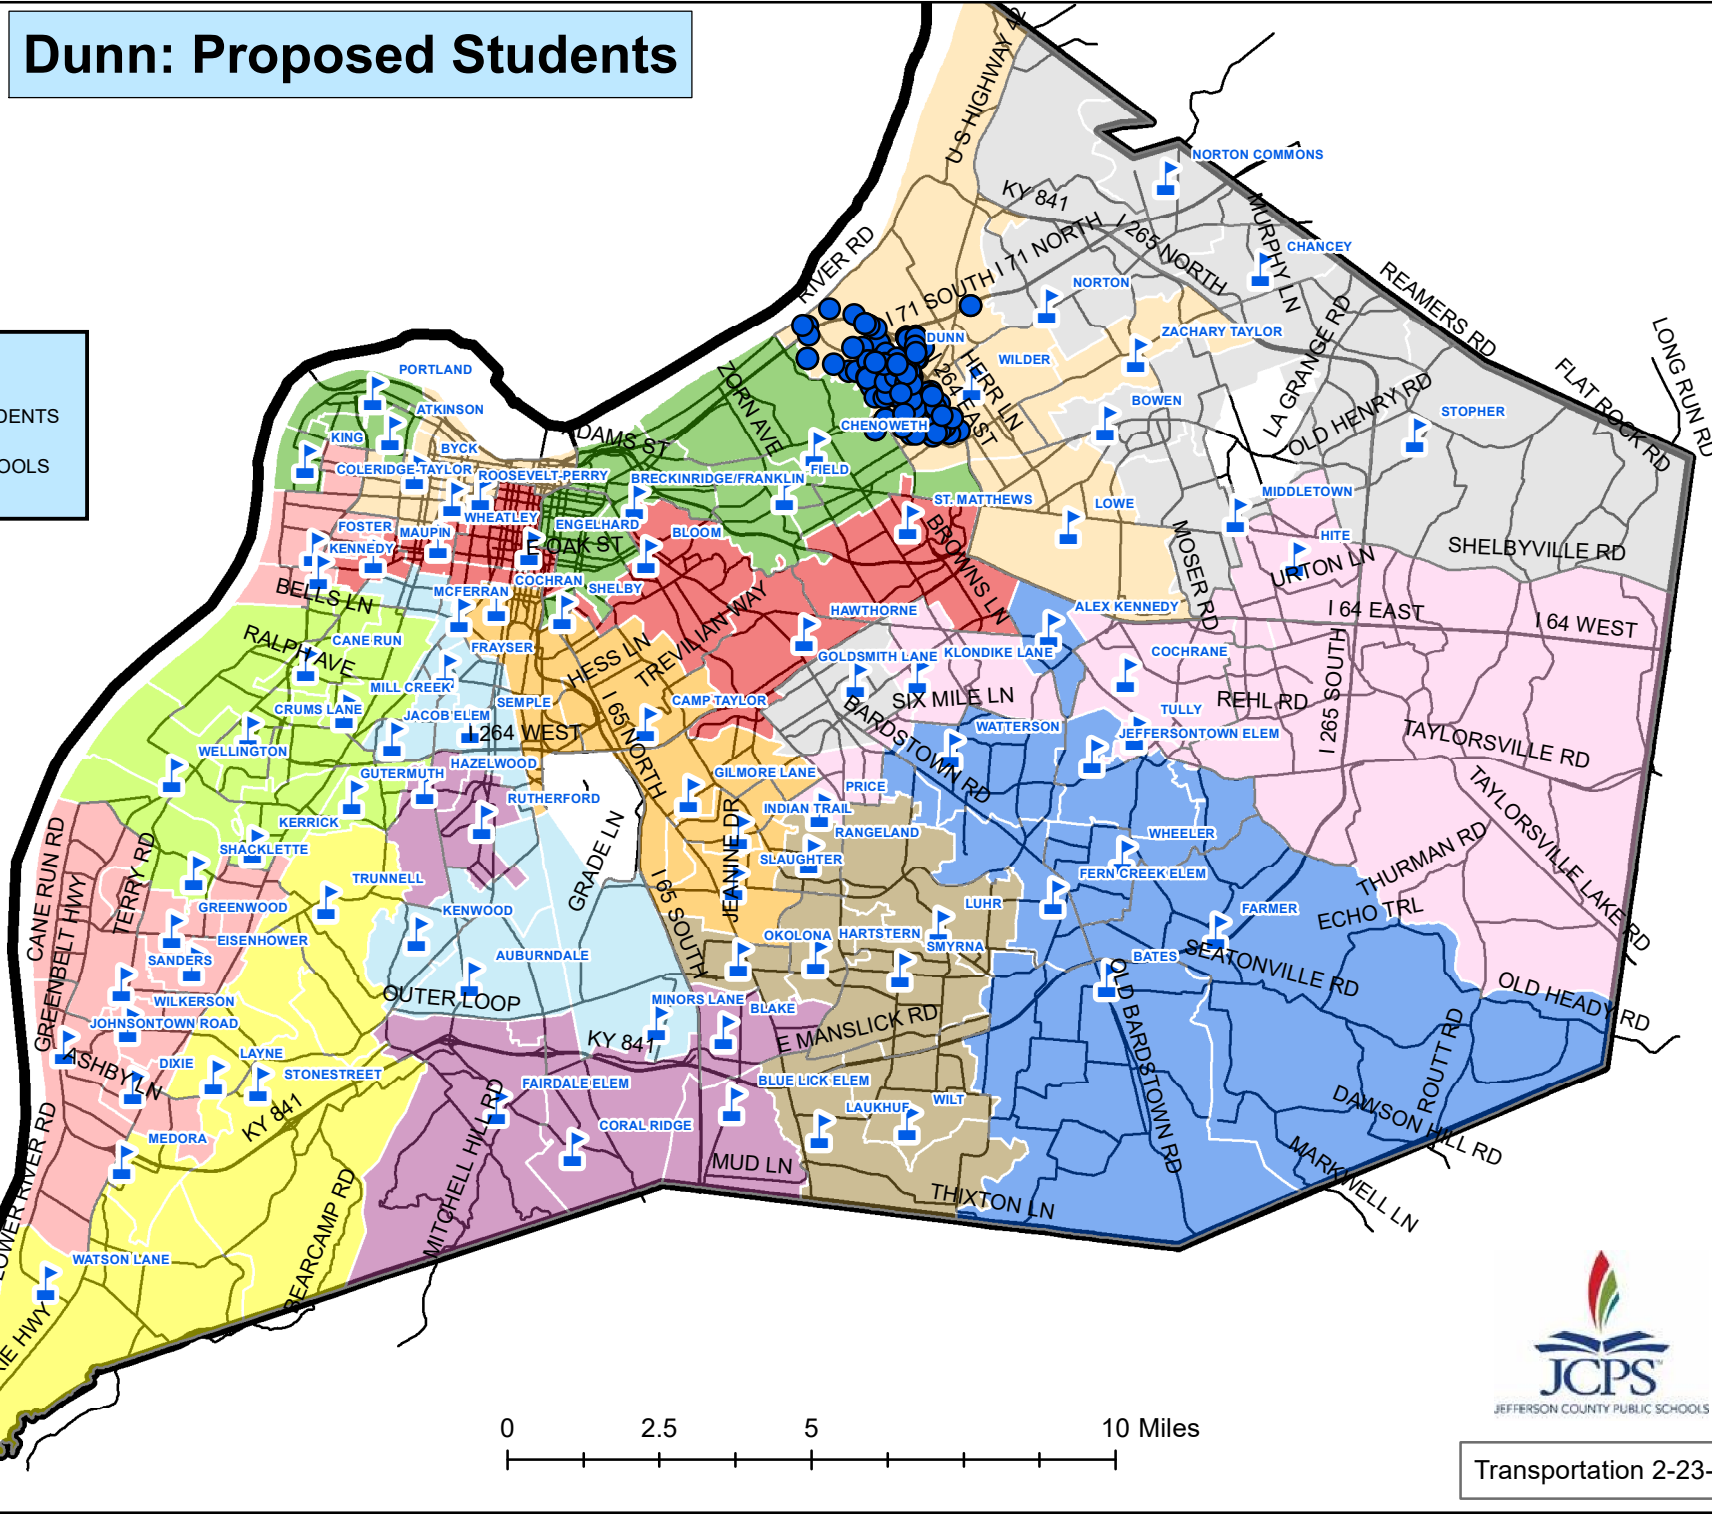 Dunn: Proposed Students
DENTS
OOLS
U S HIGHWAY 42
NORTON COMMONS
KY 841
MURPHY LN
I 265 NORTH
I 71 NORTH
CHANCEY
RIVER RD
REAMERS RD
I 71 SOUTH
NORTON
LA GRANGE RD
LONG RUN RD
DUNN
ZACHARY TAYLOR
WILDER
HERR LN
I 264 EAST
FLAT ROCK RD
PORTLAND
ZORN AVE
OLD HENRY RD
BOWEN
STOPHER
ATKINSON
CHENOWETH
KING
BYCK
DAMS ST
COLERIDGE-TAYLOR
ROOSEVELT-PERRY
BRECKINRIDGE/FRANKLIN
FIELD
ST. MATTHEWS
LOWE
MIDDLETOWN
FOSTER
MAUPIN
WHEATLEY
ENGELHARD
BLOOM
HITE
KENNEDY
E OAK ST
BROWNS LN
MOSER RD
URTON LN
SHELBYVILLE RD
BELLS LN
MCFERRAN
COCHRAN
SHELBY
TREVILIAN WAY
HAWTHORNE
ALEX KENNEDY
I 64 EAST
I 64 WEST
RALPH AVE
CANE RUN
FRAYSER
HESS LN
GOLDSMITH LANE
KLONDIKE LANE
COCHRANE
MILL CREEK
I 65 NORTH
SIX MILE LN
REHL RD
I 265 SOUTH
CRUMS LANE
JACOB ELEM
SEMPLE
CAMP TAYLOR
BARDSTOWN RD
WATTERSON
TULLY
JEFFERSONTOWN ELEM
TAYLORSVILLE RD
I 264 WEST
WELLINGTON
GUTERMUTH
HAZELWOOD
GILMORE LANE
PRICE
RUTHERFORD
INDIAN TRAIL
TAYLORSVILLE LAKE RD
CANE RUN RD
KERRICK
GRADE LN
JEANINE DR
RANGELAND
WHEELER
THURMAN RD
TERRY RD
SHACKLETTE
SLAUGHTER
FERN CREEK ELEM
TRUNNELL
I 65 SOUTH
GREENBELT HWY
GREENWOOD
KENWOOD
LUHR
FARMER
ECHO TRL
EISENHOWER
OKOLONA
HARTSTERN
SMYRNA
SANDERS
AUBURNDALE
BATES
SEATONVILLE RD
OUTER LOOP
OLD HEADY RD
WILKERSON
MINORS LANE
BLAKE
JOHNSONTOWN ROAD
E MANSLICK RD
KY 841
OLD BARDSTOWN RD
ROUTT RD
ASHBY LN
DIXIE
LAYNE
STONESTREET
FAIRDALE ELEM
BLUE LICK ELEM
WILT
LAUKHUF
DAWSON HILL RD
KY 841
MITCHELL HILL RD
CORAL RIDGE
MEDORA
MUD LN
MARKWELL LN
LOWER RIVER RD
BEARCAMP RD
THIXTON LN
WATSON LANE
IE HWY
JCPS
JEFFERSON COUNTY PUBLIC SCHOOLS
0 2.5 5 10 Miles
Transportation 2-23-